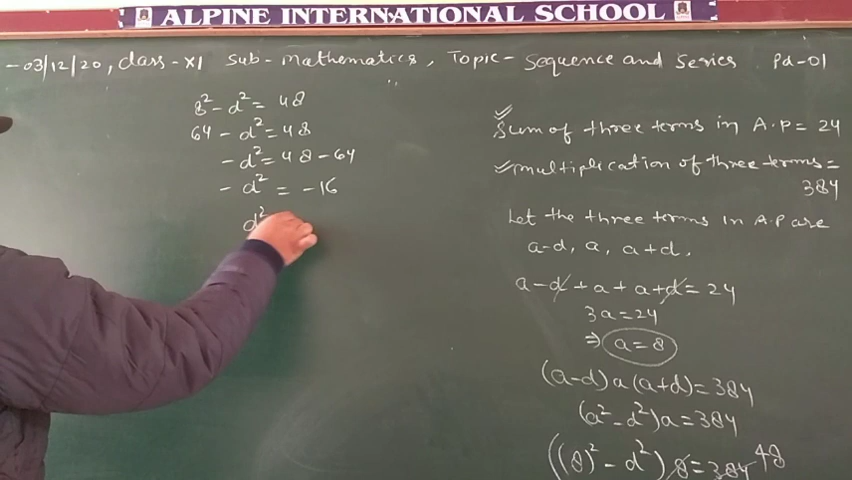 ALPINE INTERNATIONAL SCHOOL
-03/12/20, class-XI Sub-Mathematics, Topic-Sequence and Series Pd-01
8² - d² = 48
64 - d² = 48
- d² = 48 - 64
- d² = -16
d²
Sum of three terms in A.P = 24
multiplication of three terms =
384
Let the three terms in A.P are
a-d, a, a+d,
a-d + a + a+d = 24
3a = 24
⇒ a = 8
(a-d) a (a+d) = 384
(a² - d²) a = 384
((8)² - d²) 8 = 384 48